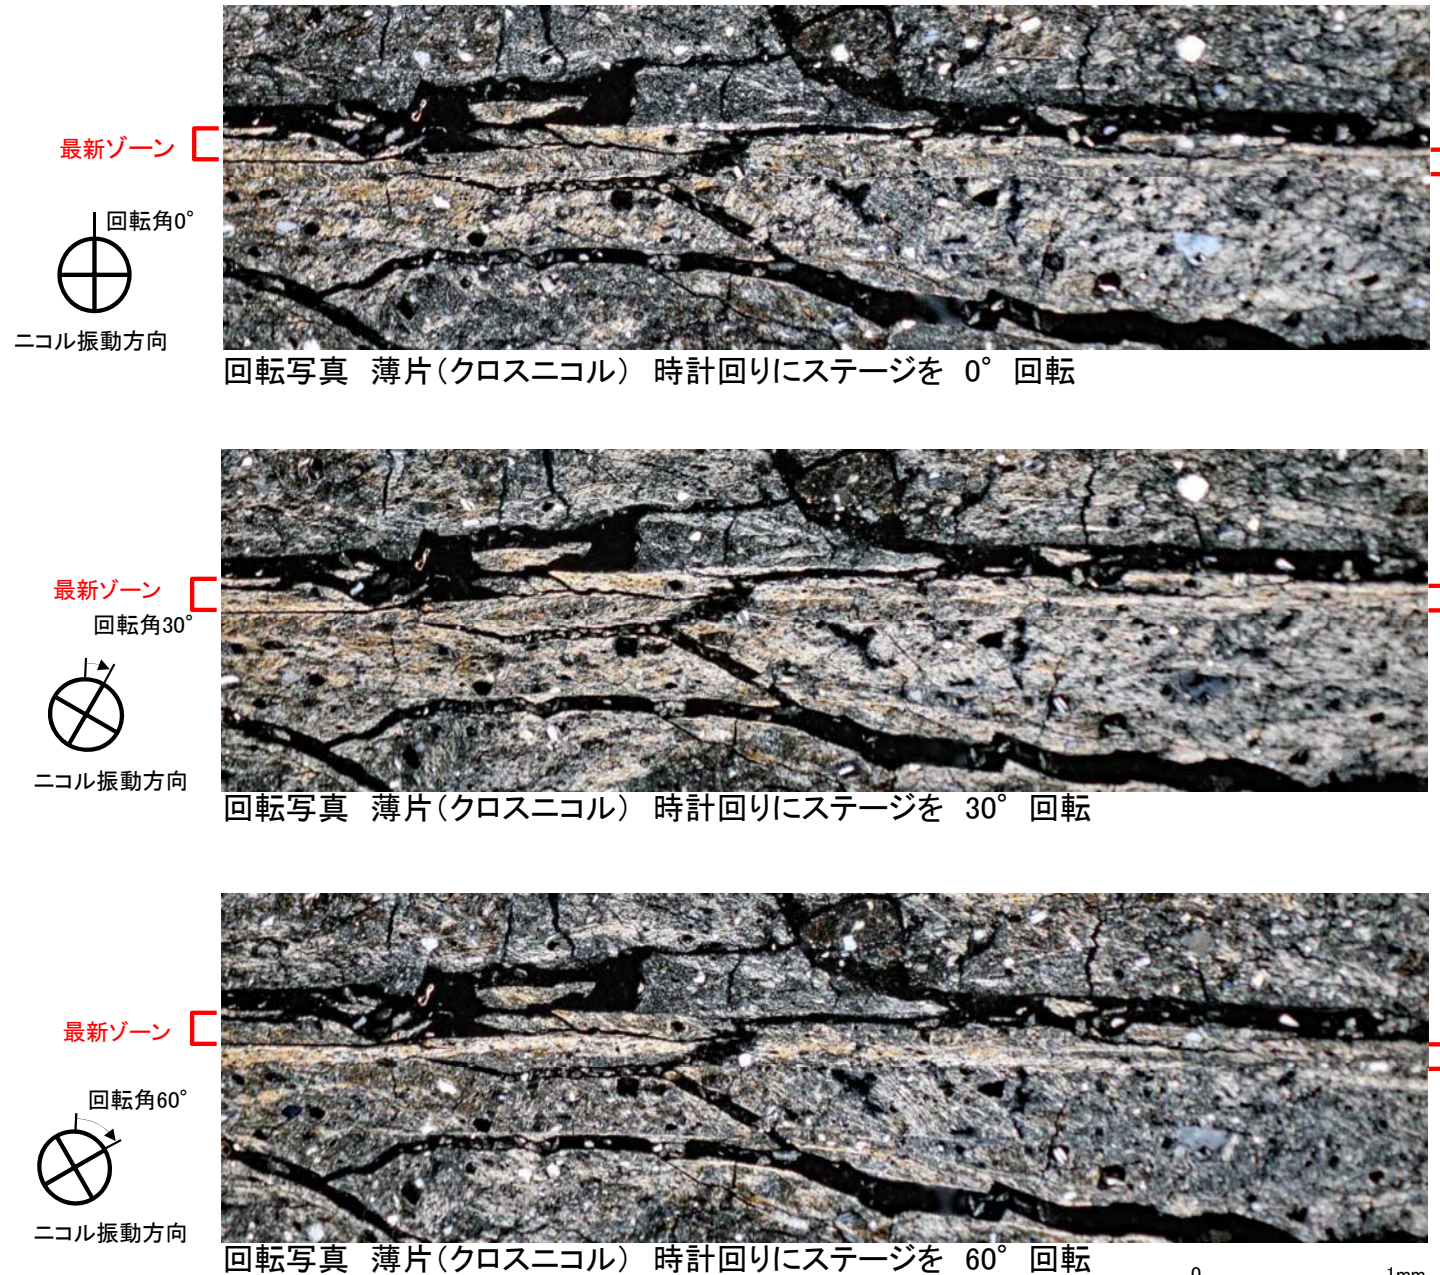 最新ゾーン
回転角0°
ニコル振動方向
回転写真 薄片(クロスニコル) 時計回りにステージを 0° 回転
最新ゾーン
回転角30°
ニコル振動方向
回転写真 薄片(クロスニコル) 時計回りにステージを 30° 回転
最新ゾーン
回転角60°
ニコル振動方向
回転写真 薄片(クロスニコル) 時計回りにステージを 60° 回転
0 1mm